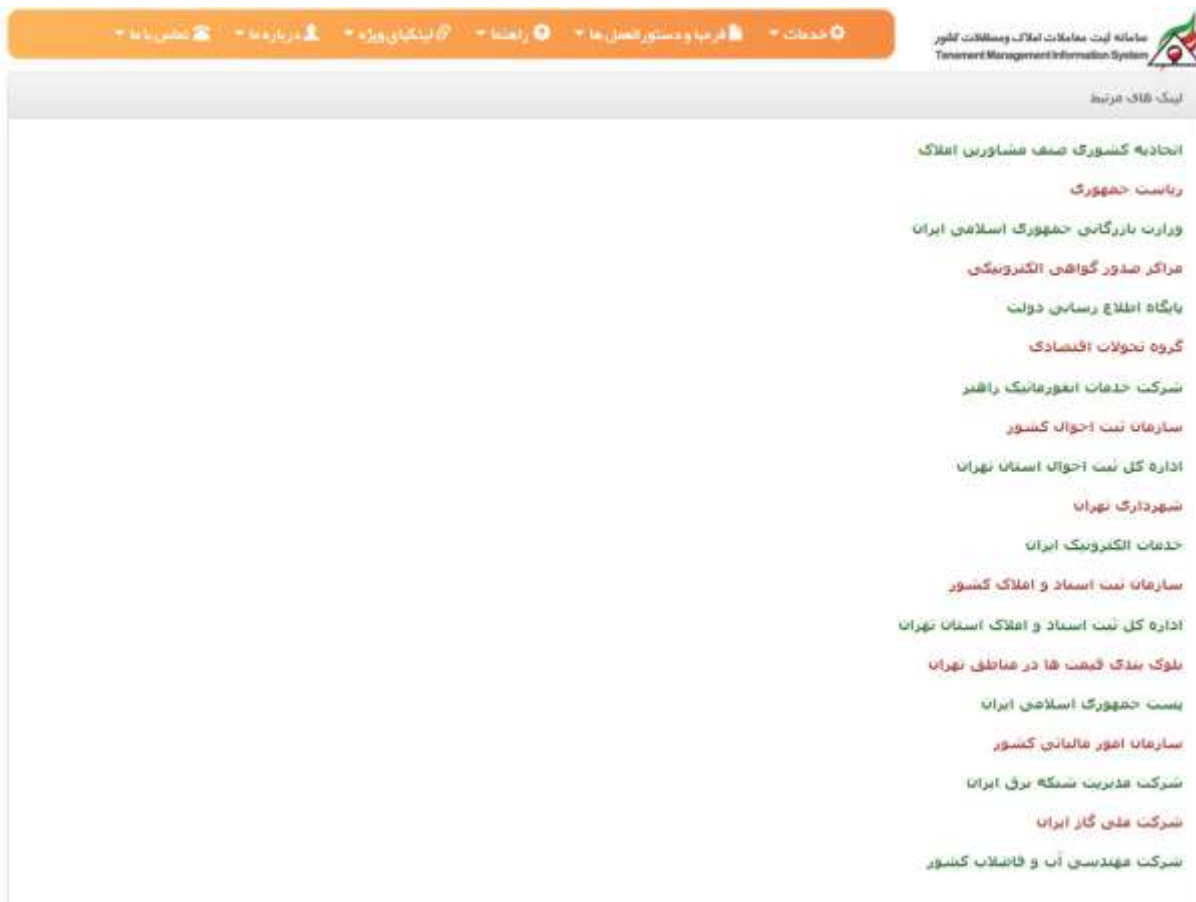 سامانه ثبت معاملات املاک ومستغلات کشور
Tenement Management Information System
خدمات
فرمها و دستورالعمل ها
راهنما
لینکهای ویژه
درباره ما
تماس با ما
لینک های مرتبط
اتحادیه کشوری صنف مشاورین املاک
ریاست جمهوری
وزارت بازرگانی جمهوری اسلامی ایران
مراکز صدور گواهی الکترونیکی
پایگاه اطلاع رسانی دولت
گروه تحولات اقتصادی
شرکت خدمات انفورماتیک راهبر
سازمان ثبت احوال کشور
اداره کل ثبت احوال استان تهران
شهرداری تهران
خدمات الکترونیک ایران
سازمان ثبت اسناد و املاک کشور
اداره کل ثبت اسناد و املاک استان تهران
بلوک بندی قیمت ها در مناطق تهران
پست جمهوری اسلامی ایران
سازمان امور مالیاتی کشور
شرکت مدیریت شبکه برق ایران
شرکت ملی گاز ایران
شرکت مهندسی آب و فاضلاب کشور